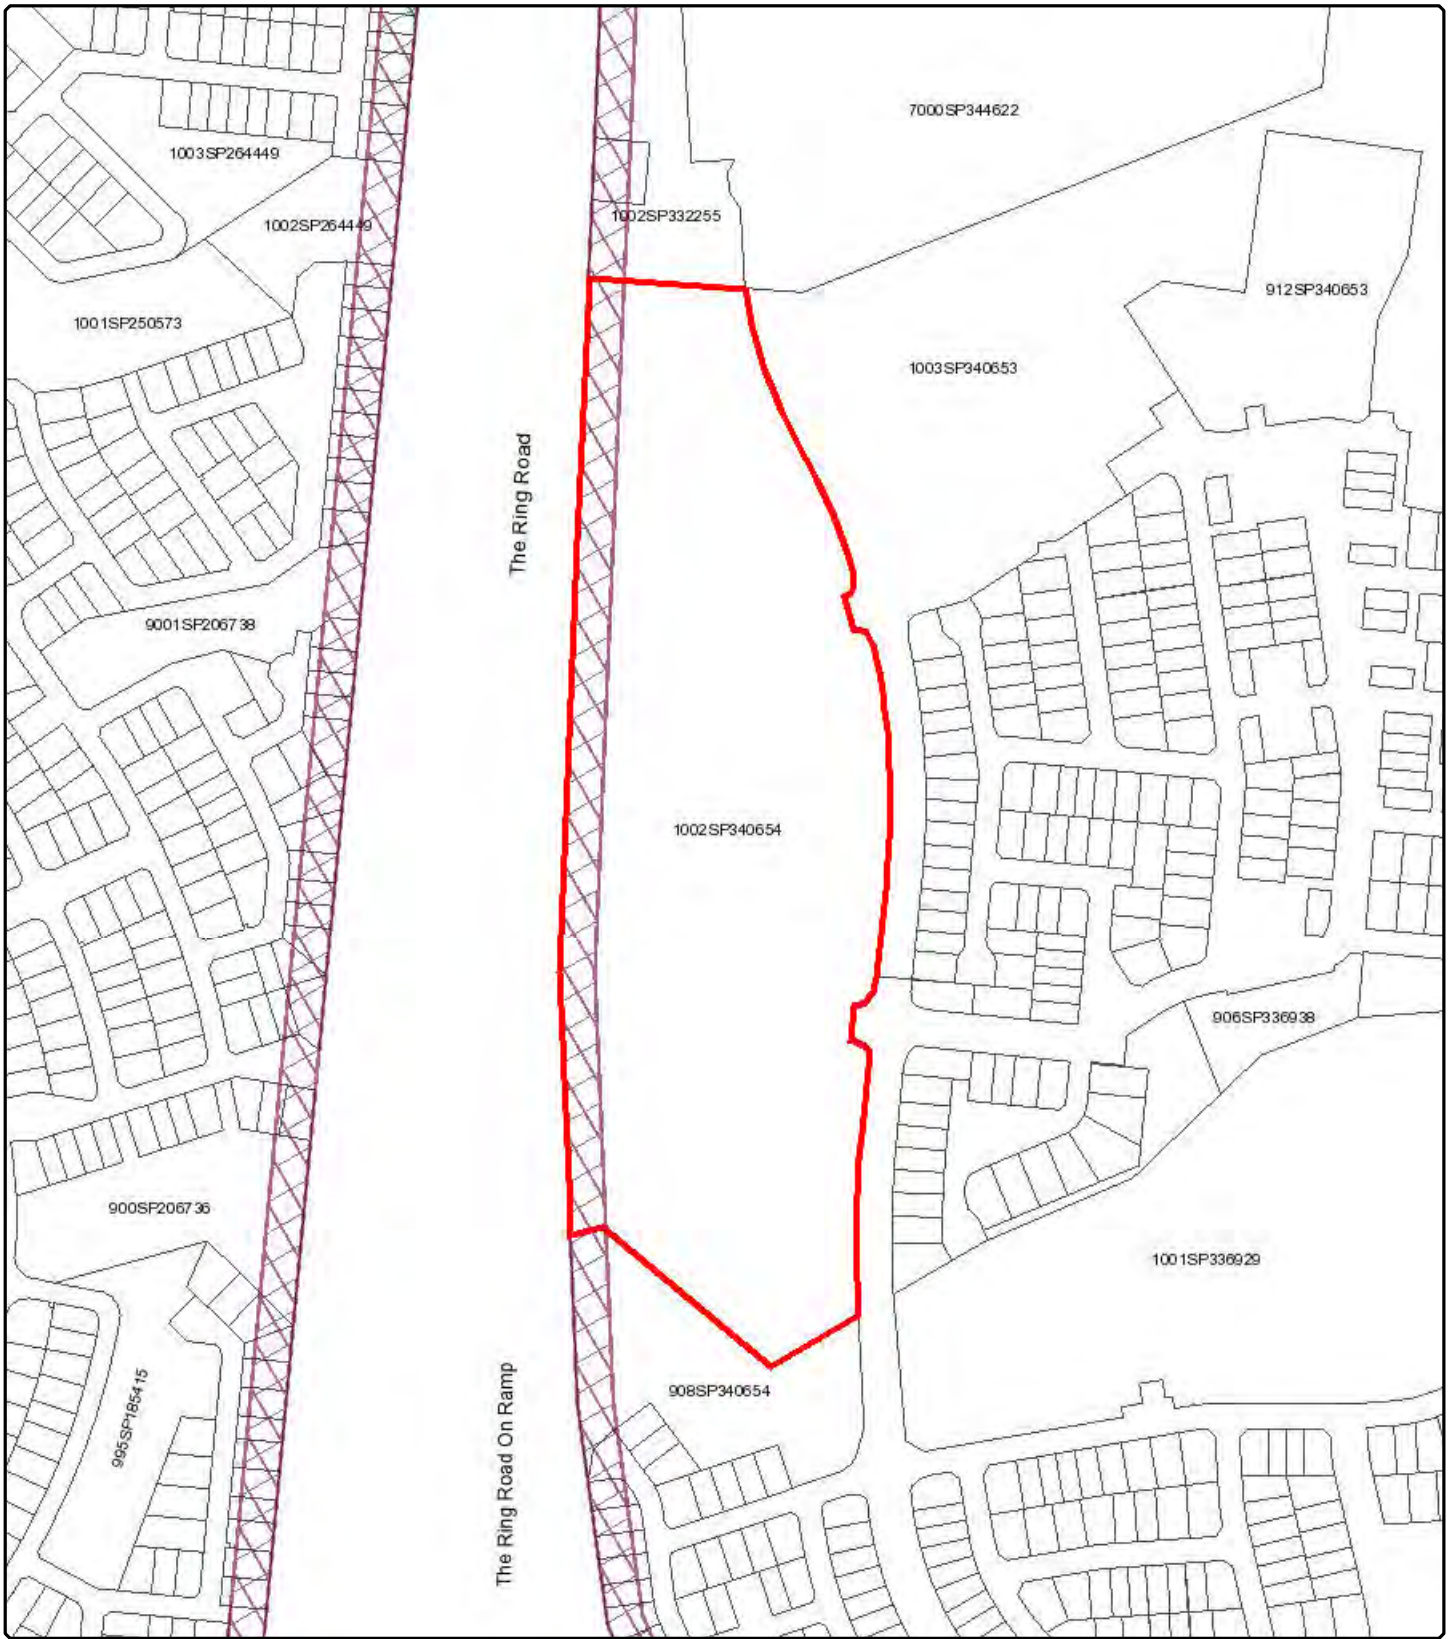 7000SP344622
1003SP264449
1002SP332255
1002SP264449
912SP340653
1001SP250573
1003SP340653
The Ring Road
9001SP206738
1002SP340654
906SP336938
900SP206736
1001SP336929
908SP340654
995SP185415
The Ring Road On Ramp